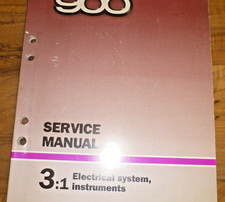 900
SERVICE
MANUAL
3:1 Electrical system,
instruments